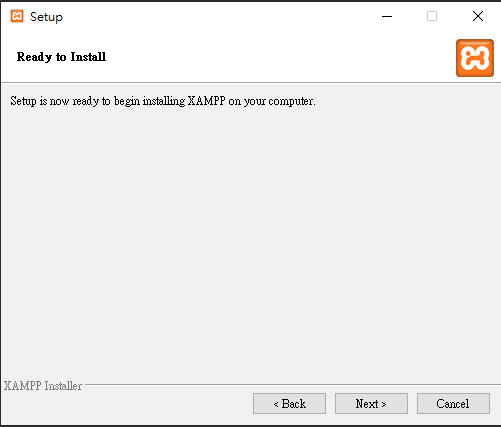 Setup
Ready to Install
Setup is now ready to begin installing XAMPP on your computer.
XAMPP Installer
< Back
Next >
Cancel